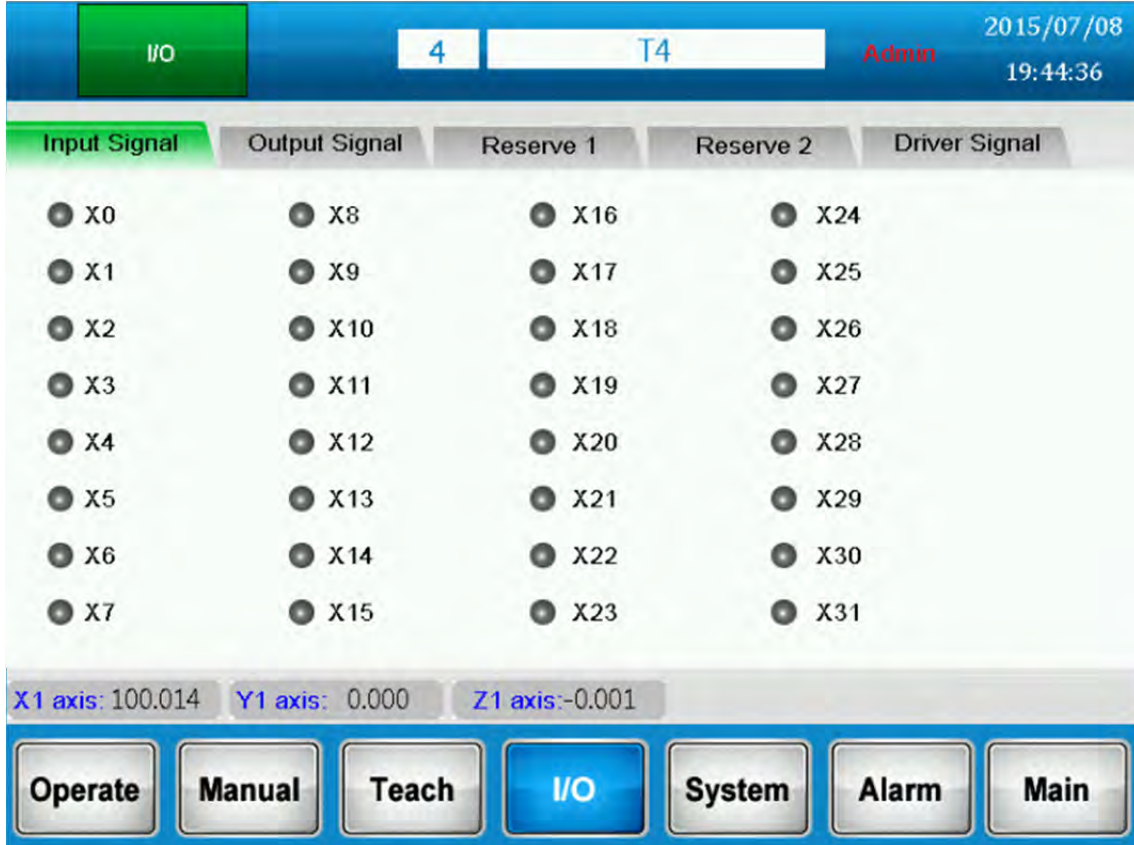 I/O 4 T4 Admin 2015/07/08
19:44:36
Input Signal Output Signal Reserve 1 Reserve 2 Driver Signal
X0 X8 X16 X24
X1 X9 X17 X25
X2 X10 X18 X26
X3 X11 X19 X27
X4 X12 X20 X28
X5 X13 X21 X29
X6 X14 X22 X30
X7 X15 X23 X31
X1 axis: 100.014 Y1 axis: 0.000 Z1 axis:-0.001
Operate Manual Teach I/O System Alarm Main